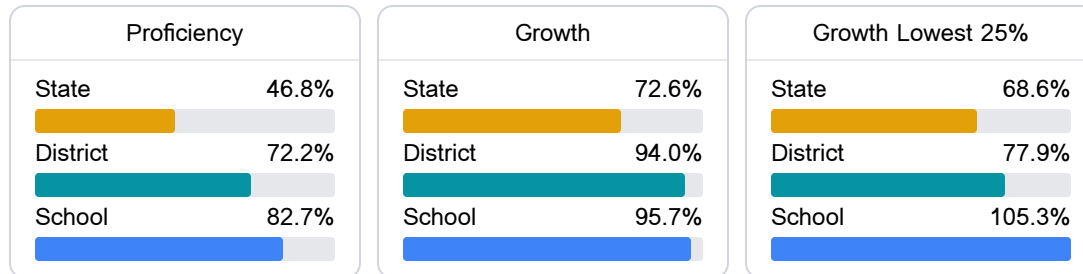 Proficiency
State 46.8%
District 72.2%
School 82.7%
Growth
State 72.6%
District 94.0%
School 95.7%
Growth Lowest 25%
State 68.6%
District 77.9%
School 105.3%